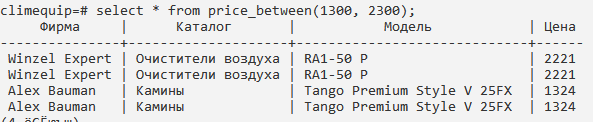 climequip=# select * from price_between(1300, 2300);
Фирма | Каталог | Модель | Цена
Winzel Expert | Очистители воздуха | RA1-50 P | 2221
Winzel Expert | Очистители воздуха | RA1-50 P | 2221
Alex Bauman | Камины | Tango Premium Style V 25FX | 1324
Alex Bauman | Камины | Tango Premium Style V 25FX | 1324